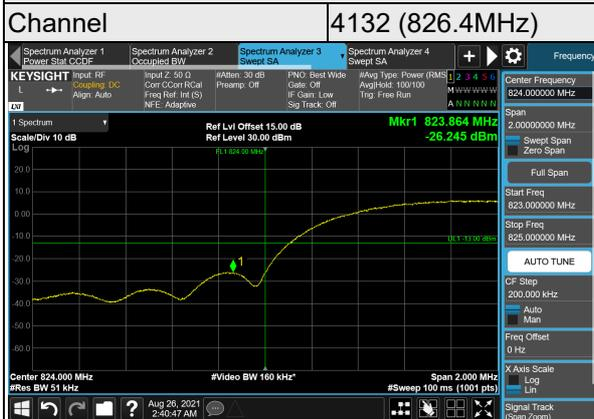 Channel 4132 (826.4MHz)
Spectrum Analyzer 1
Power Stat CCDF
Spectrum Analyzer 2
Occupied BW
Spectrum Analyzer 3
Swept SA
Spectrum Analyzer 4
Swept SA
Frequency
KEYSIGHT
L
LXI
Input: RF
Coupling: DC
Align: Auto
Input Z: 50 Ω
Corr CCorr RCal
Freq Ref: Int (S)
NFE: Adaptive
#Atten: 30 dB
Preamp: Off
PNO: Best Wide
Gate: Off
IF Gain: Low
Sig Track: Off
#Avg Type: Power (RMS
Avg|Hold: 100/100
Trig: Free Run
1 2 3 4 5 6
M W W W W W
A N N N N N
1 Spectrum
Scale/Div 10 dB
Log
Ref Lvl Offset 15.00 dB
Ref Level 30.00 dBm
Mkr1 823.864 MHz
-26.245 dBm
FL1 824.00 MHz
20.0
10.0
0.00
-10.0
-20.0
-30.0
-40.0
-50.0
-60.0
UL1 -13.00 dBm
1
Center 824.000 MHz
#Res BW 51 kHz
#Video BW 160 kHz*
Span 2.000 MHz
#Sweep 100 ms (1001 pts)
Aug 26, 2021
2:40:47 AM
Center Frequency
824.000000 MHz
Span
2.00000000 MHz
Swept Span
Zero Span
Full Span
Start Freq
823.000000 MHz
Stop Freq
825.000000 MHz
AUTO TUNE
CF Step
200.000 kHz
Auto
Man
Freq Offset
0 Hz
X Axis Scale
Log
Lin
Signal Track
(Span Zoom)